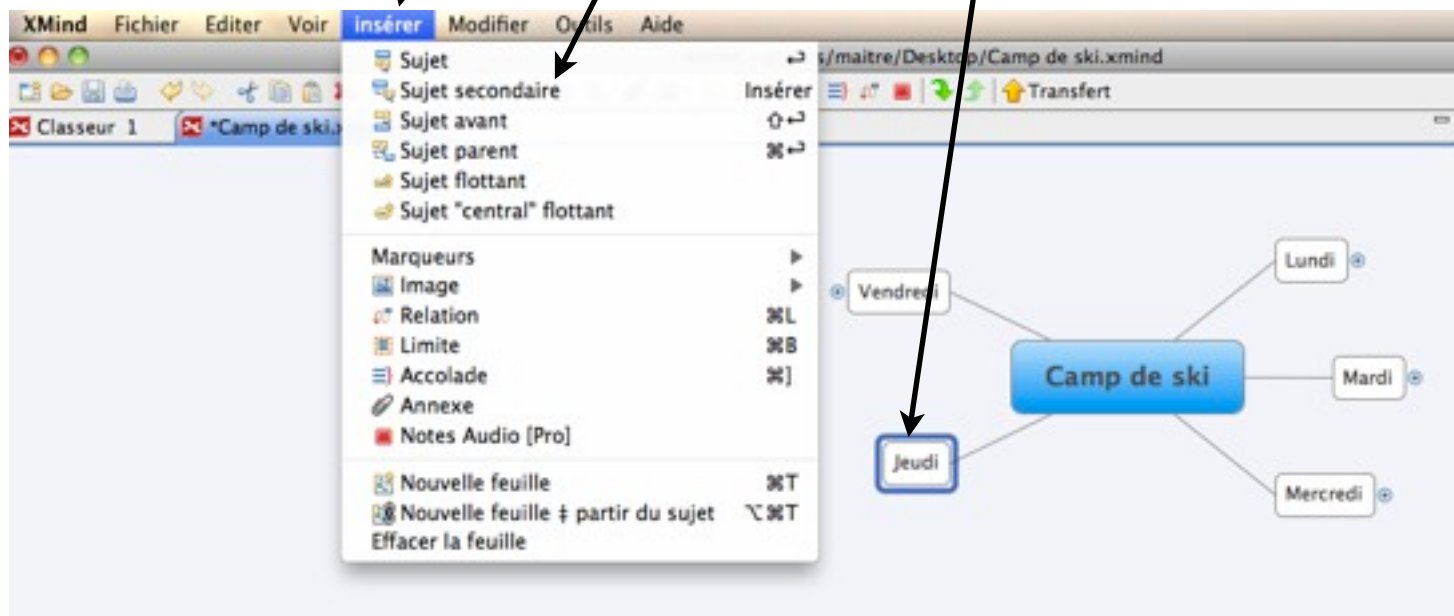 XMind Fichier Editer Voir insérer Modifier Outils Aide
s/maitre/Desktop/Camp de ski.xmind
Transfert
Classeur 1 *Camp de ski.x
Sujet ↩
Sujet secondaire Insérer
Sujet avant ⇧↩
Sujet parent ⌘↩
Sujet flottant
Sujet "central" flottant
Marqueurs ▶
Image ▶
Relation ⌘L
Limite ⌘B
Accolade ⌘]
Annexe
Notes Audio [Pro]
Nouvelle feuille ⌘T
Nouvelle feuille ‡ partir du sujet ⌥⌘T
Effacer la feuille
Lundi
Vendredi
Camp de ski
Mardi
Jeudi
Mercredi